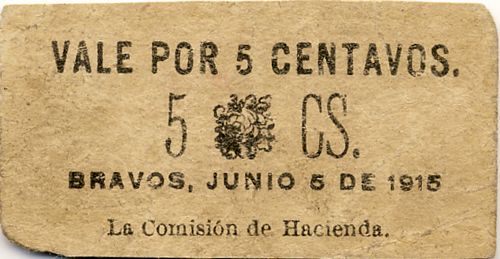 VALE POR 5 CENTAVOS.
5 CS.
BRAVOS, JUNIO 5 DE 1915
La Comisión de Hacienda.